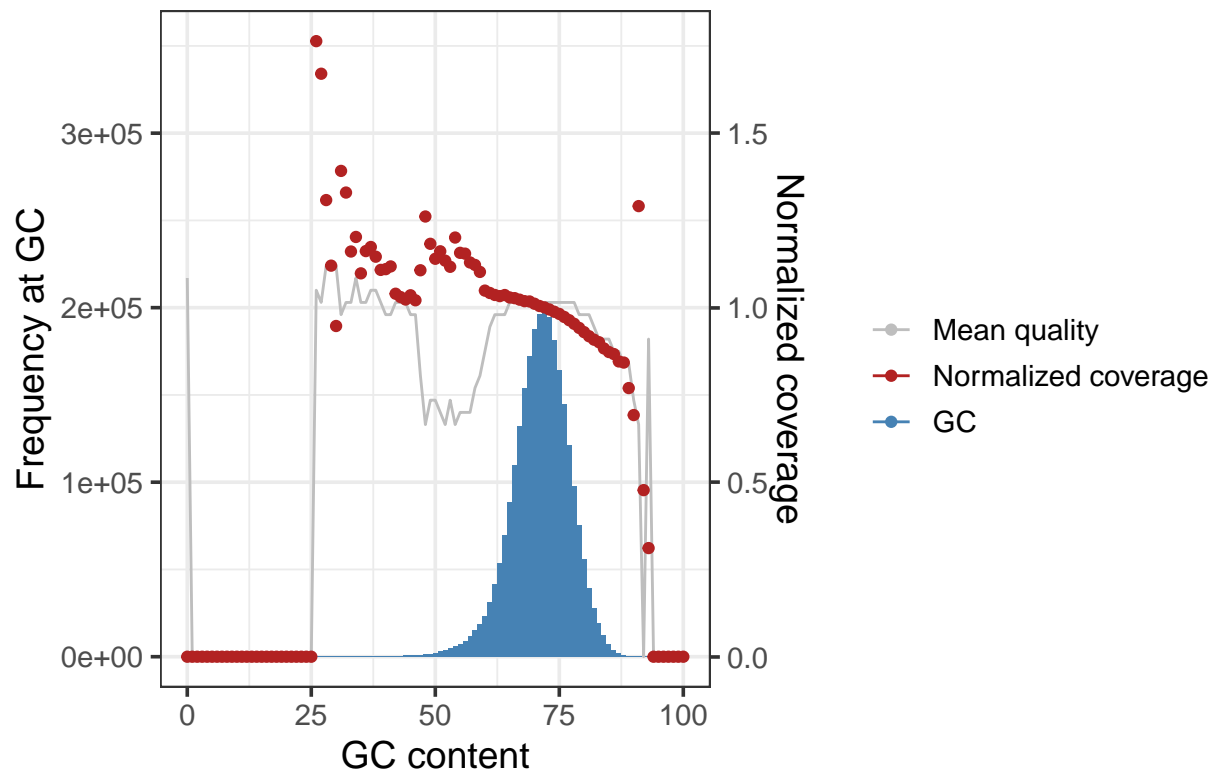 Frequency at GC
3e+05
2e+05
1e+05
0e+00
1.5
1.0
0.5
0.0
Normalized coverage
0
25
50
75
100
GC content
Mean quality
Normalized coverage
GC